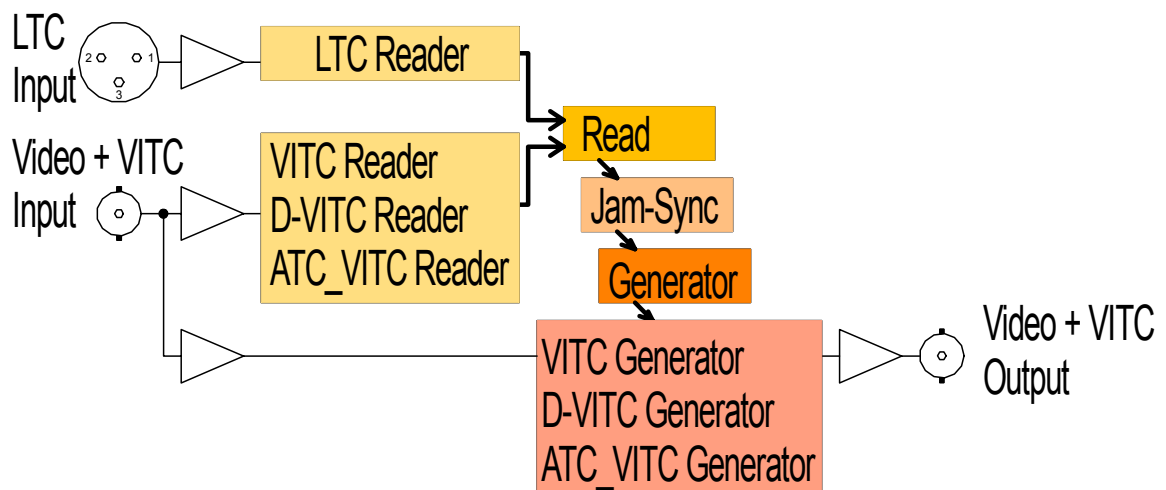 LTC
Input
2
1
3
LTC Reader
Read
Video + VITC
Input
VITC Reader
D-VITC Reader
ATC_VITC Reader
Jam-Sync
Generator
VITC Generator
D-VITC Generator
ATC_VITC Generator
Video + VITC
Output